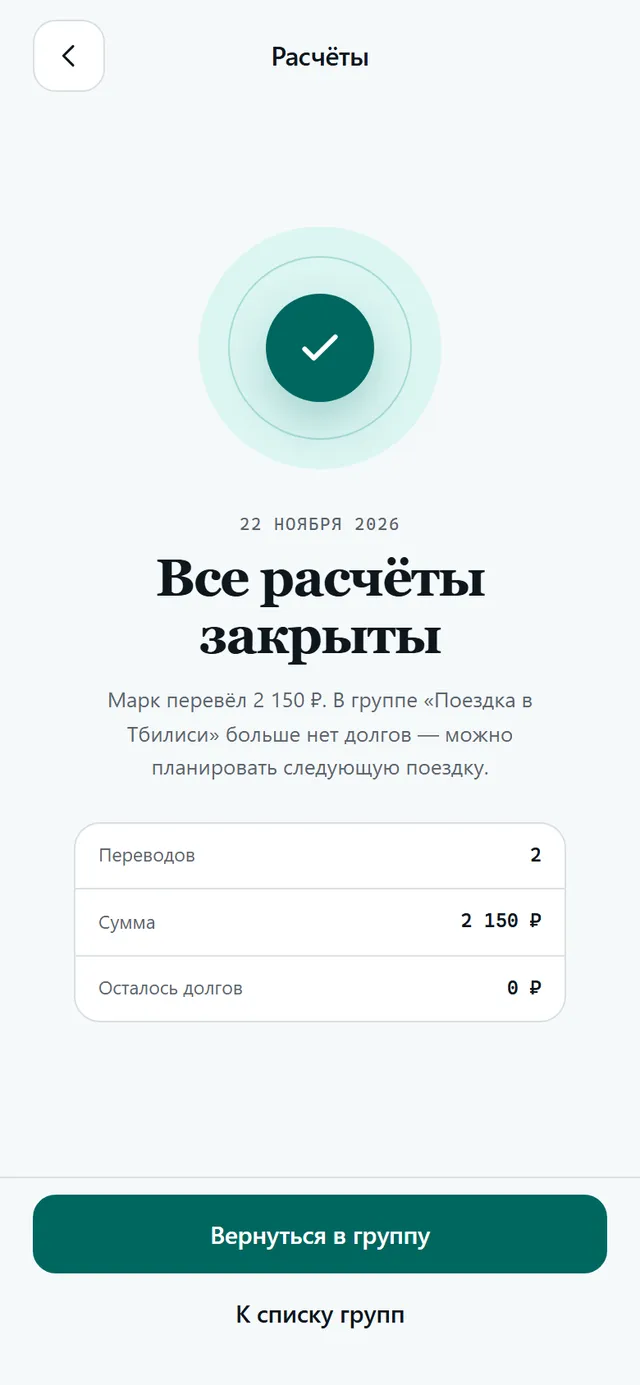 Расчёты
22 НОЯБРЯ 2026
Все расчёты
закрыты
Марк перевёл 2 150 ₽. В группе «Поездка в
Тбилиси» больше нет долгов — можно
планировать следующую поездку.
Переводов 2
Сумма 2 150 ₽
Осталось долгов 0 ₽
Вернуться в группу
К списку групп